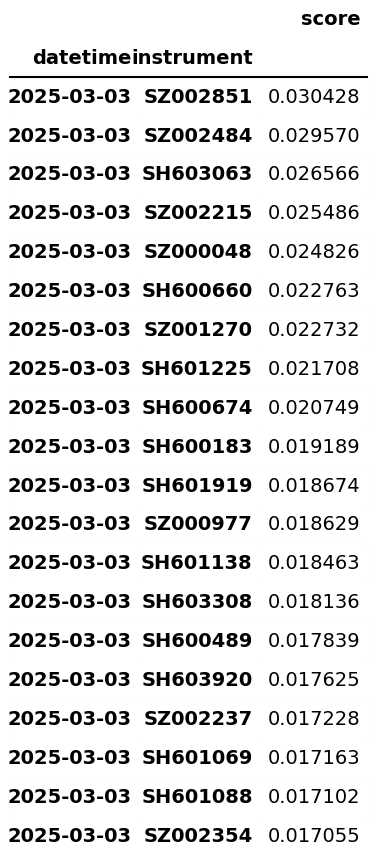 score
datetime instrument
2025-03-03 SZ002851 0.030428
2025-03-03 SZ002484 0.029570
2025-03-03 SH603063 0.026566
2025-03-03 SZ002215 0.025486
2025-03-03 SZ000048 0.024826
2025-03-03 SH600660 0.022763
2025-03-03 SZ001270 0.022732
2025-03-03 SH601225 0.021708
2025-03-03 SH600674 0.020749
2025-03-03 SH600183 0.019189
2025-03-03 SH601919 0.018674
2025-03-03 SZ000977 0.018629
2025-03-03 SH601138 0.018463
2025-03-03 SH603308 0.018136
2025-03-03 SH600489 0.017839
2025-03-03 SH603920 0.017625
2025-03-03 SZ002237 0.017228
2025-03-03 SH601069 0.017163
2025-03-03 SH601088 0.017102
2025-03-03 SZ002354 0.017055